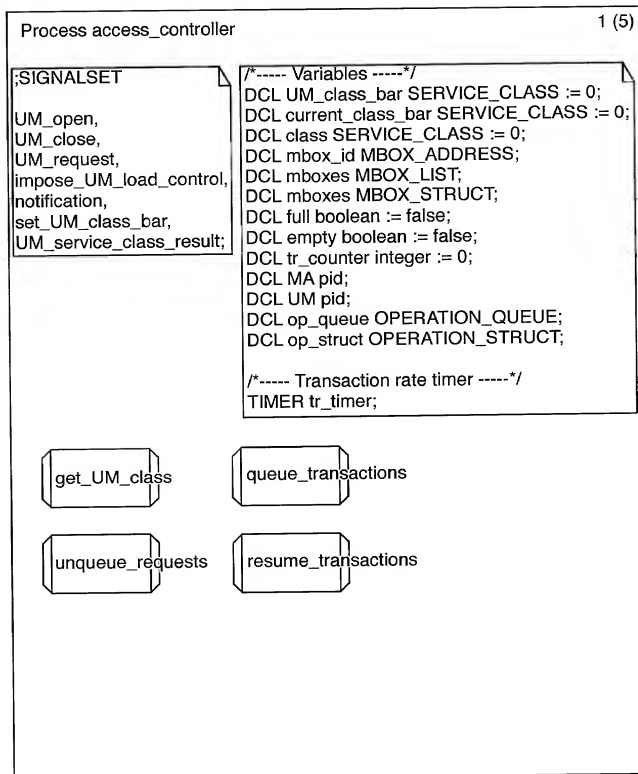 Process access_controller
1 (5)
;SIGNALSET
UM_open,
UM_close,
UM_request,
impose_UM_load_control,
notification,
set_UM_class_bar,
UM_service_class_result;
/*----- Variables -----*/
DCL UM_class_bar SERVICE_CLASS := 0;
DCL current_class_bar SERVICE_CLASS := 0;
DCL class SERVICE_CLASS := 0;
DCL mbox_id MBOX_ADDRESS;
DCL mboxes MBOX_LIST;
DCL mboxes MBOX_STRUCT;
DCL full boolean := false;
DCL empty boolean := false;
DCL tr_counter integer := 0;
DCL MA pid;
DCL UM pid;
DCL op_queue OPERATION_QUEUE;
DCL op_struct OPERATION_STRUCT;
/*----- Transaction rate timer -----*/
TIMER tr_timer;
get_UM_class
queue_transactions
unqueue_requests
resume_transactions